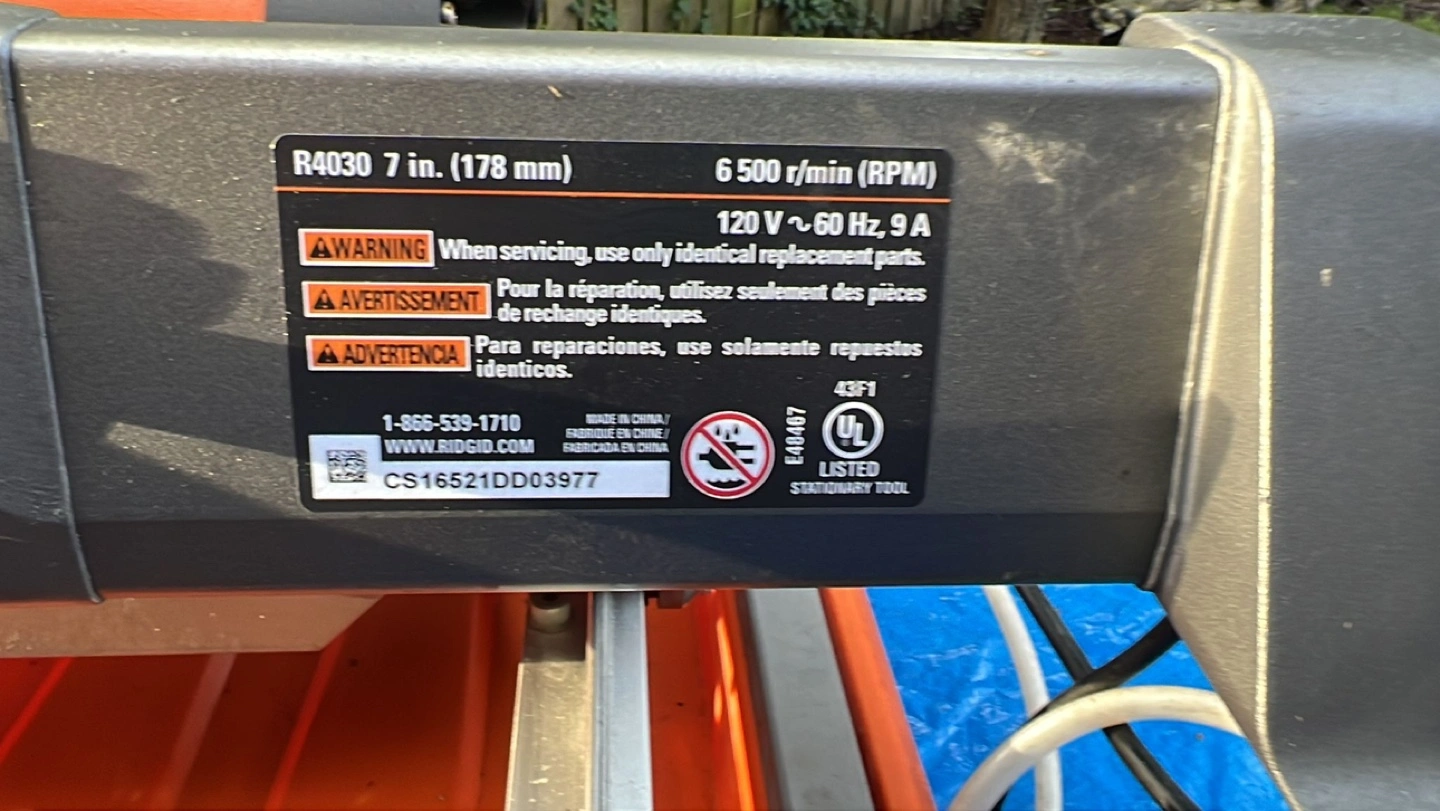 R4030 7 in. (178 mm) 6 500 r/min (RPM)
120 V ~ 60 Hz, 9 A
WARNING When servicing, use only identical replacement parts.
AVERTISSEMENT Pour la réparation, utilisez seulement des pièces
de rechange identiques.
ADVERTENCIA Para reparaciones, use solamente repuestos
identicos.
1-866-539-1710
WWW.RIDGID.COM
CS16521DD03977
MADE IN CHINA /
FABRIQUÉ EN CHINE /
FABRICADA EN CHINA
E48467
43F1
UL
LISTED
STATIONARY TOOL